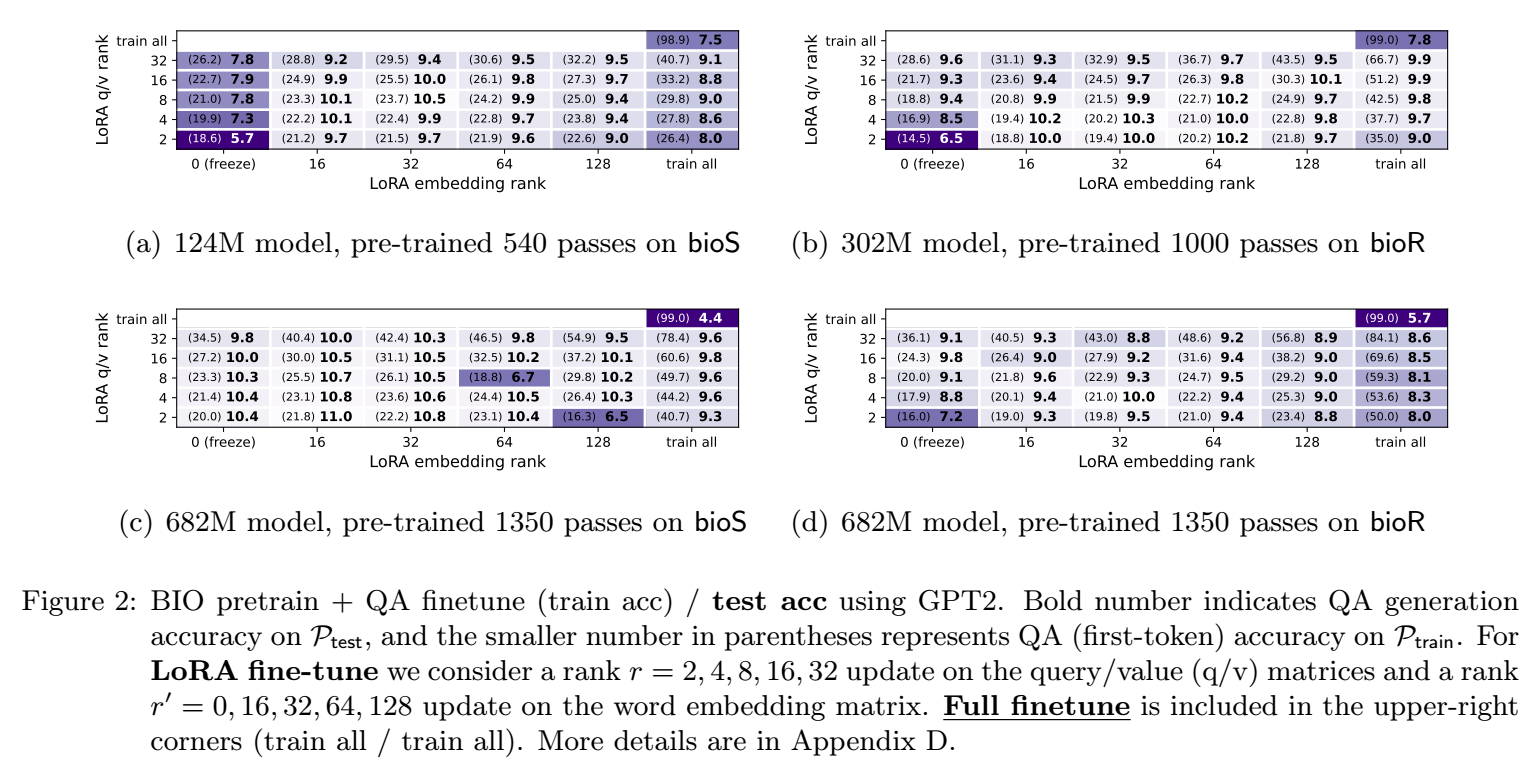 LoRA q/v rank
train all (98.9) 7.5
32 (26.2) 7.8 (28.8) 9.2 (29.5) 9.4 (30.6) 9.5 (32.2) 9.5 (40.7) 9.1
16 (22.7) 7.9 (24.9) 9.9 (25.5) 10.0 (26.1) 9.8 (27.3) 9.7 (33.2) 8.8
8 (21.0) 7.8 (23.3) 10.1 (23.7) 10.5 (24.2) 9.9 (25.0) 9.4 (29.8) 9.0
4 (19.9) 7.3 (22.2) 10.1 (22.4) 9.9 (22.8) 9.7 (23.8) 9.4 (27.8) 8.6
2 (18.6) 5.7 (21.2) 9.7 (21.5) 9.7 (21.9) 9.6 (22.6) 9.0 (26.4) 8.0
0 (freeze) 16 32 64 128 train all
LoRA embedding rank
(a) 124M model, pre-trained 540 passes on bioS
LoRA q/v rank
train all (99.0) 7.8
32 (28.6) 9.6 (31.1) 9.3 (32.9) 9.5 (36.7) 9.7 (43.5) 9.5 (66.7) 9.9
16 (21.7) 9.3 (23.6) 9.4 (24.5) 9.7 (26.3) 9.8 (30.3) 10.1 (51.2) 9.9
8 (18.8) 9.4 (20.8) 9.9 (21.5) 9.9 (22.7) 10.2 (24.9) 9.7 (42.5) 9.8
4 (16.9) 8.5 (19.4) 10.2 (20.2) 10.3 (21.0) 10.0 (22.8) 9.8 (37.7) 9.7
2 (14.5) 6.5 (18.8) 10.0 (19.4) 10.0 (20.2) 10.2 (21.8) 9.7 (35.0) 9.0
0 (freeze) 16 32 64 128 train all
LoRA embedding rank
(b) 302M model, pre-trained 1000 passes on bioR
LoRA q/v rank
train all (99.0) 4.4
32 (34.5) 9.8 (40.4) 10.0 (42.4) 10.3 (46.5) 9.8 (54.9) 9.5 (78.4) 9.6
16 (27.2) 10.0 (30.0) 10.5 (31.1) 10.5 (32.5) 10.2 (37.2) 10.1 (60.6) 9.8
8 (23.3) 10.3 (25.5) 10.7 (26.1) 10.5 (18.8) 6.7 (29.8) 10.2 (49.7) 9.6
4 (21.4) 10.4 (23.1) 10.8 (23.6) 10.6 (24.4) 10.5 (26.4) 10.3 (44.2) 9.6
2 (20.0) 10.4 (21.8) 11.0 (22.2) 10.8 (23.1) 10.4 (16.3) 6.5 (40.7) 9.3
0 (freeze) 16 32 64 128 train all
LoRA embedding rank
(c) 682M model, pre-trained 1350 passes on bioS
LoRA q/v rank
train all (99.0) 5.7
32 (36.1) 9.1 (40.5) 9.3 (43.0) 8.8 (48.6) 9.2 (56.8) 8.9 (84.1) 8.6
16 (24.3) 9.8 (26.4) 9.0 (27.9) 9.2 (31.6) 9.4 (38.2) 9.0 (69.6) 8.5
8 (20.0) 9.1 (21.8) 9.6 (22.9) 9.3 (24.7) 9.5 (29.2) 9.0 (59.3) 8.1
4 (17.9) 8.8 (20.1) 9.4 (21.0) 10.0 (22.2) 9.4 (25.3) 9.0 (53.6) 8.3
2 (16.0) 7.2 (19.0) 9.3 (19.8) 9.5 (21.0) 9.4 (23.4) 8.8 (50.0) 8.0
0 (freeze) 16 32 64 128 train all
LoRA embedding rank
(d) 682M model, pre-trained 1350 passes on bioR
Figure 2: BIO pretrain + QA finetune (train acc) / test acc using GPT2. Bold number indicates QA generation
accuracy on P_test, and the smaller number in parentheses represents QA (first-token) accuracy on P_train. For
LoRA fine-tune we consider a rank r = 2, 4, 8, 16, 32 update on the query/value (q/v) matrices and a rank
r′ = 0, 16, 32, 64, 128 update on the word embedding matrix. Full finetune is included in the upper-right
corners (train all / train all). More details are in Appendix D.